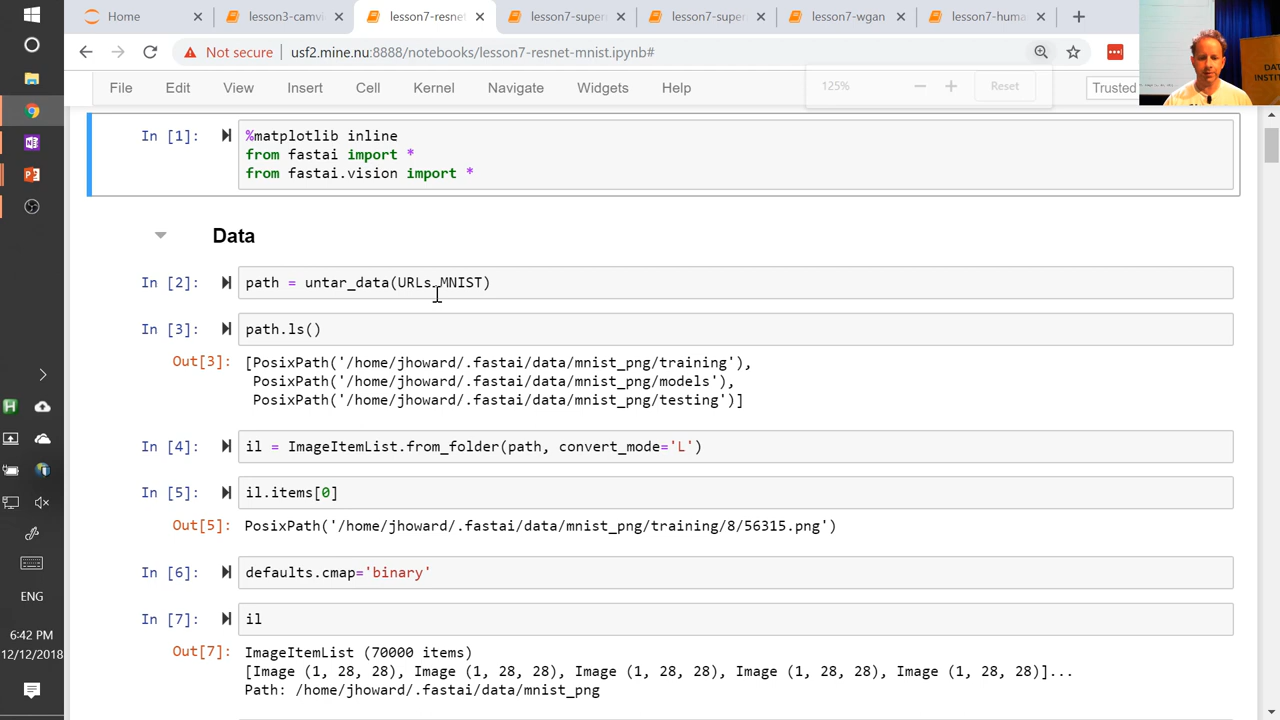 Home
lesson3-camvi
lesson7-resne
lesson7-super
lesson7-super
lesson7-wgan
lesson7-huma
Not secure
usf2.mine.nu:8888/notebooks/lesson7-resnet-mnist.ipynb#
File Edit View Insert Cell Kernel Navigate Widgets Help
125%
Reset
Trusted
In [1]:
%matplotlib inline
from fastai import *
from fastai.vision import *
Data
In [2]: path = untar_data(URLs.MNIST)
In [3]: path.ls()
Out[3]: [PosixPath('/home/jhoward/.fastai/data/mnist_png/training'),
PosixPath('/home/jhoward/.fastai/data/mnist_png/models'),
PosixPath('/home/jhoward/.fastai/data/mnist_png/testing')]
In [4]: il = ImageItemList.from_folder(path, convert_mode='L')
In [5]: il.items[0]
Out[5]: PosixPath('/home/jhoward/.fastai/data/mnist_png/training/8/56315.png')
In [6]: defaults.cmap='binary'
In [7]: il
Out[7]: ImageItemList (70000 items)
[Image (1, 28, 28), Image (1, 28, 28), Image (1, 28, 28), Image (1, 28, 28), Image (1, 28, 28)]...
Path: /home/jhoward/.fastai/data/mnist_png
ENG
6:42 PM
12/12/2018